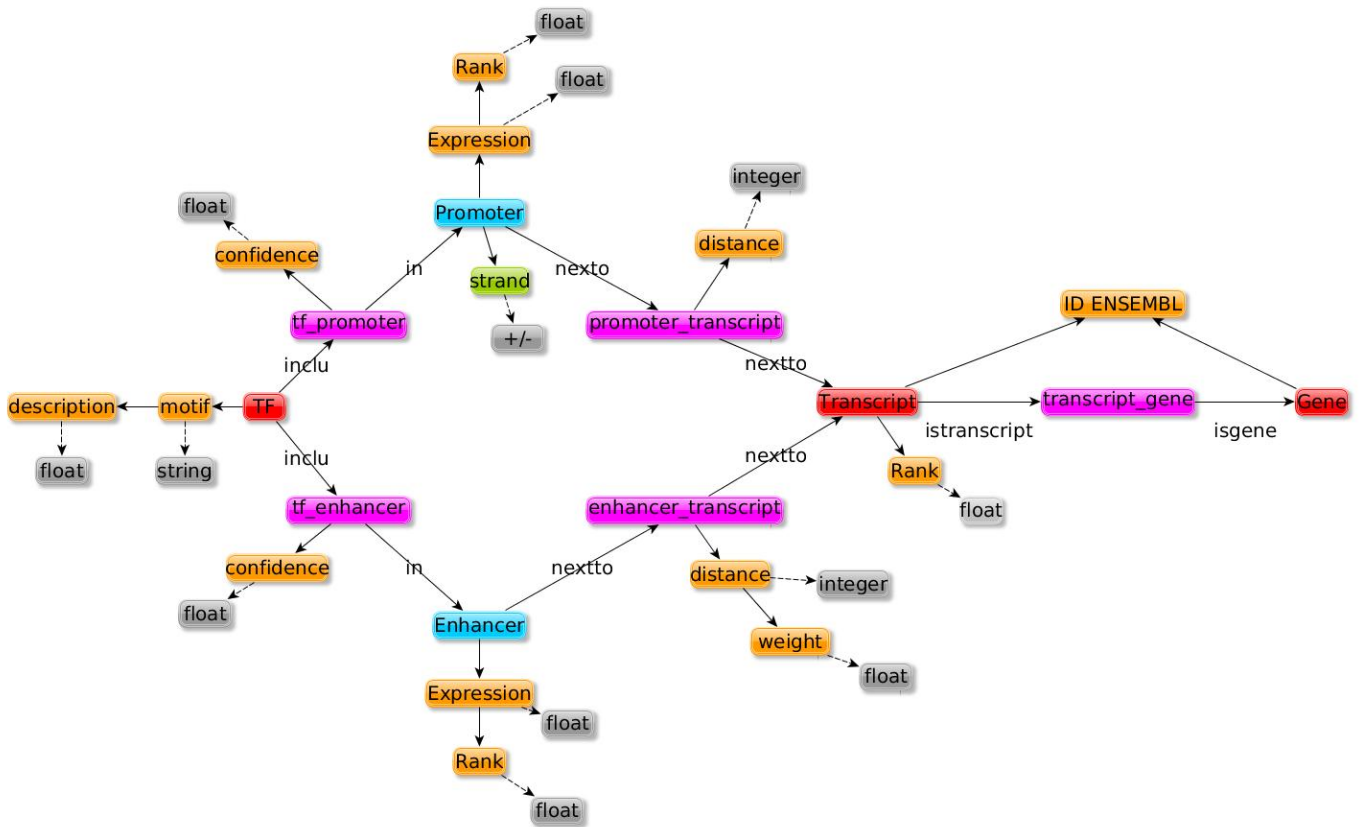 float
Rank
float
Expression
integer
float
Promoter
distance
confidence
in
strand
nexto
ID ENSEMBL
tf_promoter
+/-
promoter_transcript
inclu
nextto
description
motif
TF
Transcript
transcript_gene
Gene
istranscript
isgene
float
string
inclu
nextto
Rank
float
tf_enhancer
enhancer_transcript
confidence
in
nextto
distance
integer
float
Enhancer
weight
float
Expression
float
Rank
float